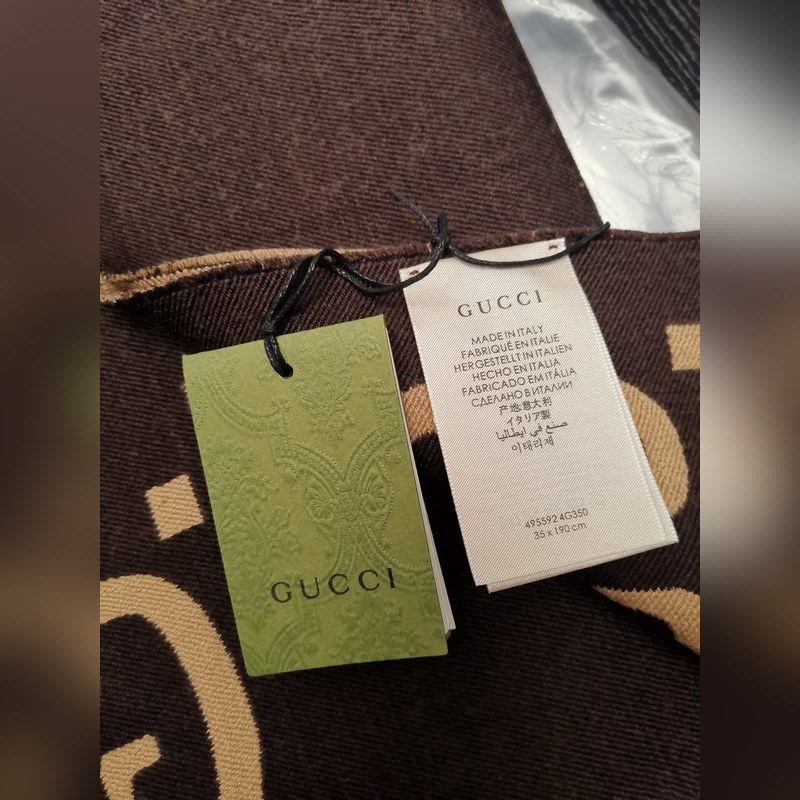 GUCCI
GUCCI
MADE IN ITALY
FABRIQUÉ EN ITALIE
HERGESTELLT IN ITALIEN
HECHO EN ITALIA
FABRICADO EM ITÁLIA
СДЕЛАНО В ИТАЛИИ
产地:意大利
イタリア製
صنع في ايطاليا
이태리제
495592 4G350
35 x 190 cm